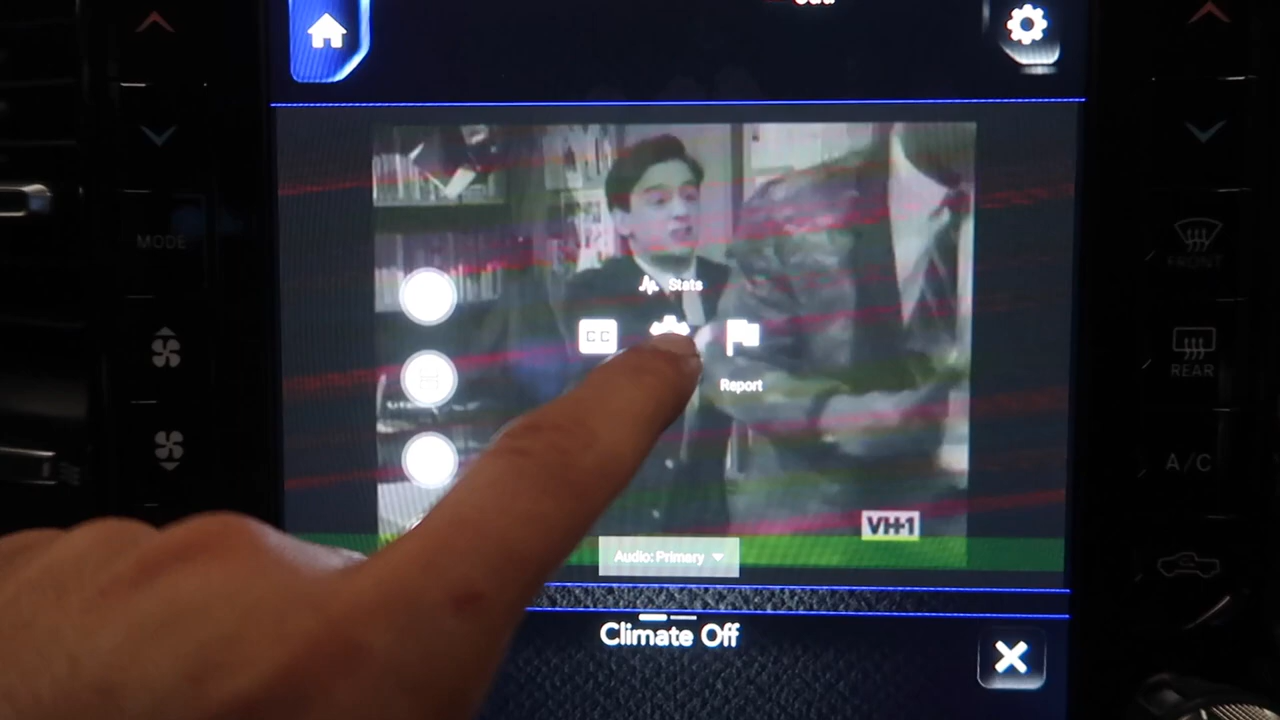 MODE
FRONT
REAR
A/C
Stats
CC
Report
VH1
Audio: Primary
Climate Off